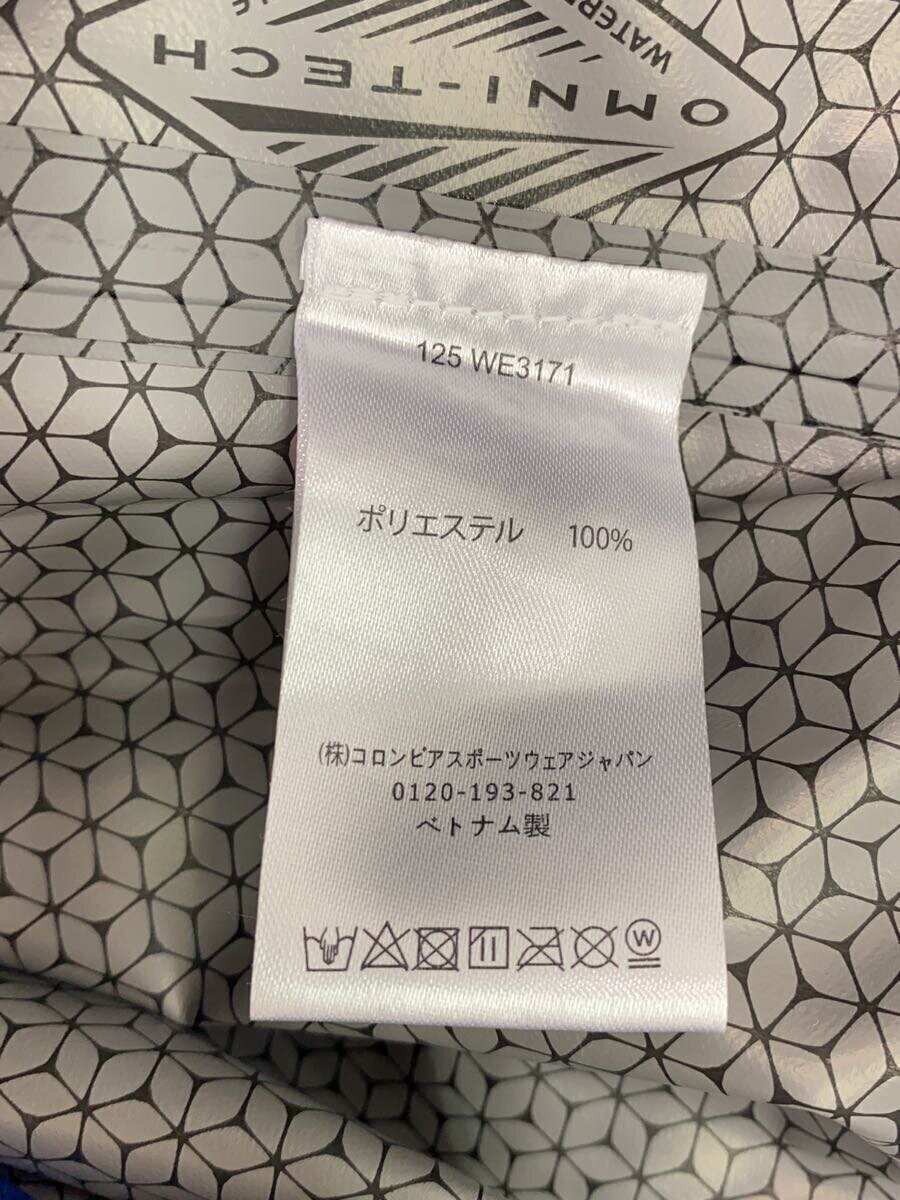 OMNI-TECH
125 WE3171
ポリエステル 100%
(株)コロンビアスポーツウェアジャパン
0120-193-821
ベトナム製
W